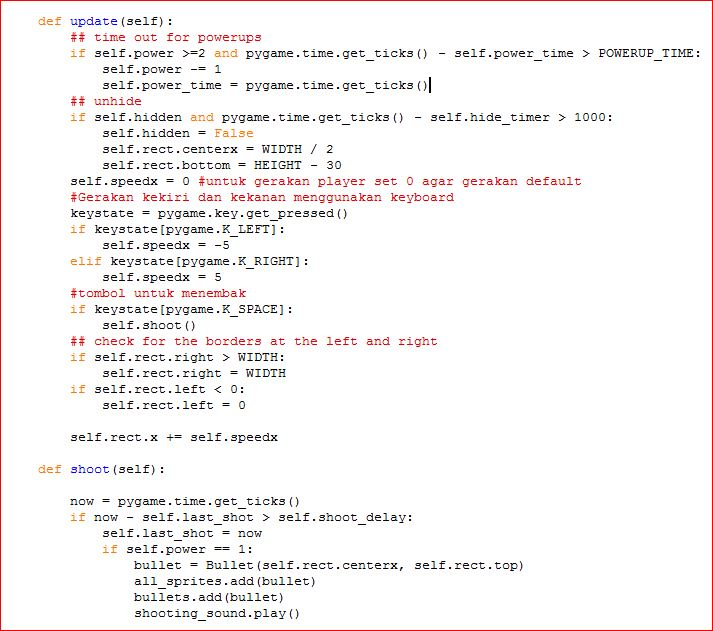 def update(self):
## time out for powerups
if self.power >=2 and pygame.time.get_ticks() - self.power_time > POWERUP_TIME:
self.power -= 1
self.power_time = pygame.time.get_ticks()
## unhide
if self.hidden and pygame.time.get_ticks() - self.hide_timer > 1000:
self.hidden = False
self.rect.centerx = WIDTH / 2
self.rect.bottom = HEIGHT - 30
self.speedx = 0 #untuk gerakan player set 0 agar gerakan default
#Gerakan kekiri dan kekanan menggunakan keyboard
keystate = pygame.key.get_pressed()
if keystate[pygame.K_LEFT]:
self.speedx = -5
elif keystate[pygame.K_RIGHT]:
self.speedx = 5
#tombol untuk menembak
if keystate[pygame.K_SPACE]:
self.shoot()
## check for the borders at the left and right
if self.rect.right > WIDTH:
self.rect.right = WIDTH
if self.rect.left < 0:
self.rect.left = 0
self.rect.x += self.speedx
def shoot(self):
now = pygame.time.get_ticks()
if now - self.last_shot > self.shoot_delay:
self.last_shot = now
if self.power == 1:
bullet = Bullet(self.rect.centerx, self.rect.top)
all_sprites.add(bullet)
bullets.add(bullet)
shooting_sound.play()